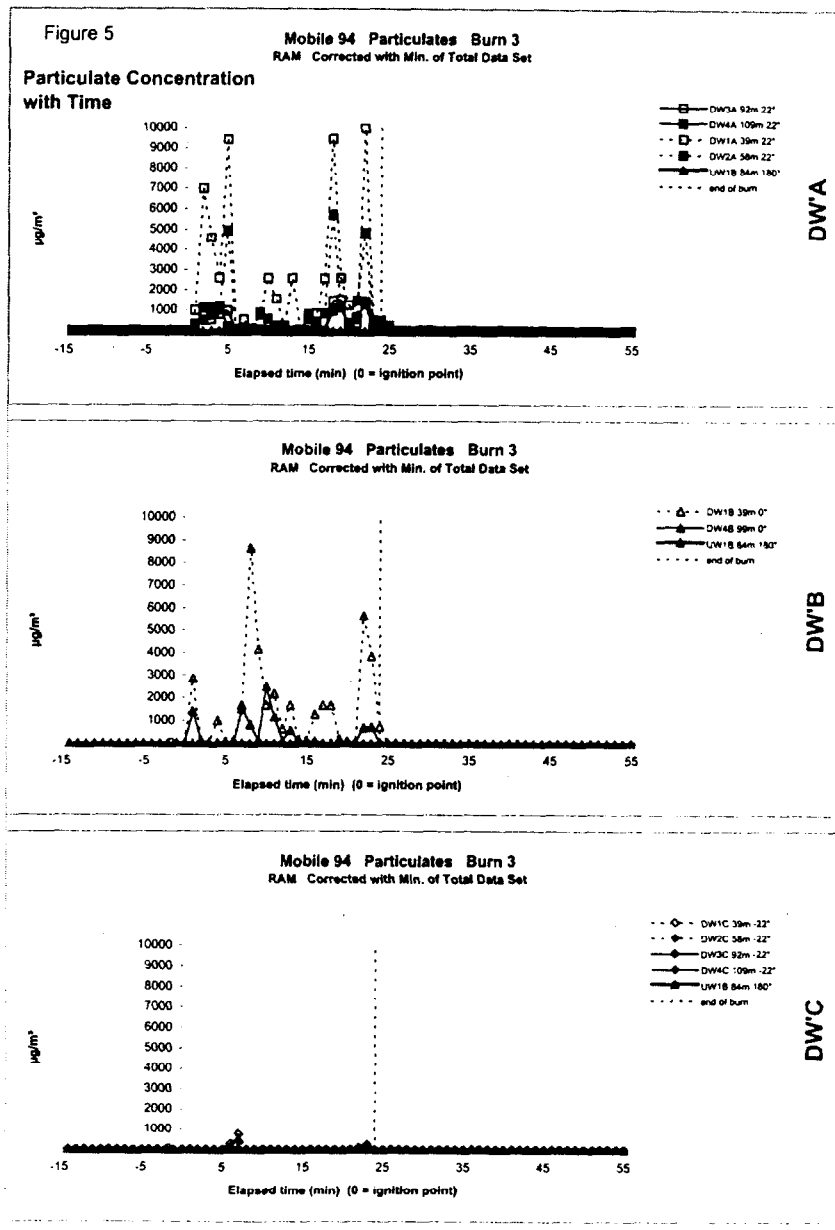 Figure 5
Mobile 94 Particulates Burn 3
RAM Corrected with Min. of Total Data Set
Particulate Concentration
with Time
10000
9000
8000
7000
6000
5000
4000
3000
2000
1000
µg/m³
-15 -5 5 15 25 35 45 55
Elapsed time (min) (0 = ignition point)
DW3A 92m 22°
DW4A 109m 22°
DW1A 39m 22°
DW2A 58m 22°
UW1B 84m 180°
end of burn
DW'A
Mobile 94 Particulates Burn 3
RAM Corrected with Min. of Total Data Set
10000
9000
8000
7000
6000
5000
4000
3000
2000
1000
µg/m³
-15 -5 5 15 25 35 45 55
Elapsed time (min) (0 = ignition point)
DW1B 39m 0°
DW4B 99m 0°
UW1B 84m 180°
end of burn
DW'B
Mobile 94 Particulates Burn 3
RAM Corrected with Min. of Total Data Set
10000
9000
8000
7000
6000
5000
4000
3000
2000
1000
µg/m³
-15 -5 5 15 25 35 45 55
Elapsed time (min) (0 = ignition point)
DW1C 39m -22°
DW2C 58m -22°
DW3C 92m -22°
DW4C 109m -22°
UW1B 84m 180°
end of burn
DW'C